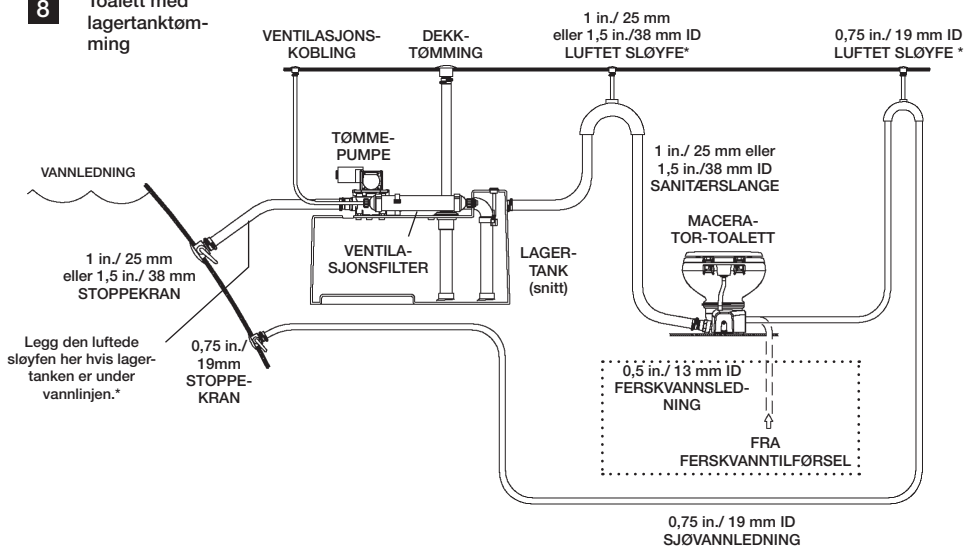 8
Toalett med
lagertanktøm-
ming
VENTILASJONS-
KOBLING
DEKK-
TØMMING
1 in./ 25 mm
eller 1,5 in./38 mm ID
LUFTET SLØYFE*
0,75 in./ 19 mm ID
LUFTET SLØYFE *
TØMME-
PUMPE
VANNLEDNING
1 in./ 25 mm eller
1,5 in./38 mm ID
SANITÆRSLANGE
MACERA-
TOR-TOALETT
VENTILA-
SJONSFILTER
LAGER-
TANK
(snitt)
1 in./ 25 mm
eller 1,5 in./ 38 mm
STOPPEKRAN
Legg den luftede
sløyfen her hvis lager-
tanken er under
vannlinjen.*
0,75 in./
19mm
STOPPE-
KRAN
0,5 in./ 13 mm ID
FERSKVANNSLED-
NING
FRA
FERSKVANNTILFØRSEL
0,75 in./ 19 mm ID
SJØVANNLEDNING